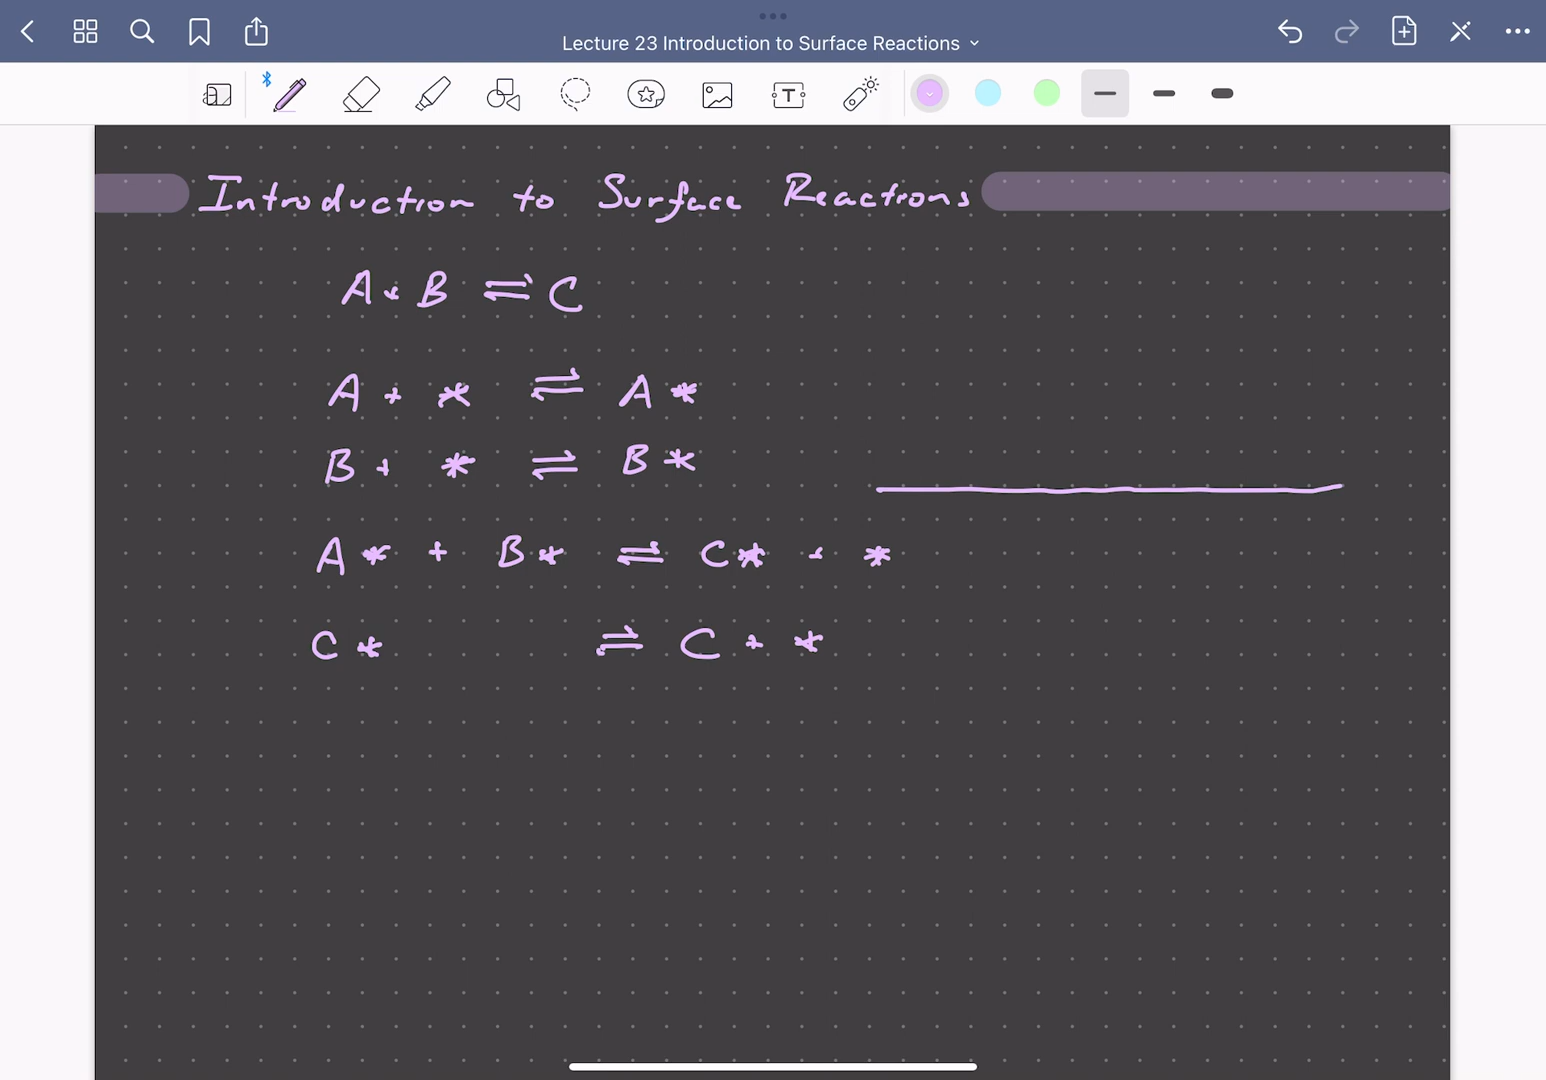 Lecture 23 Introduction to Surface Reactions
T
Introduction to Surface Reactions
A + B ⇌ C
A + * ⇌ A*
B + * ⇌ B*
A* + B* ⇌ C* + *
C* ⇌ C + *